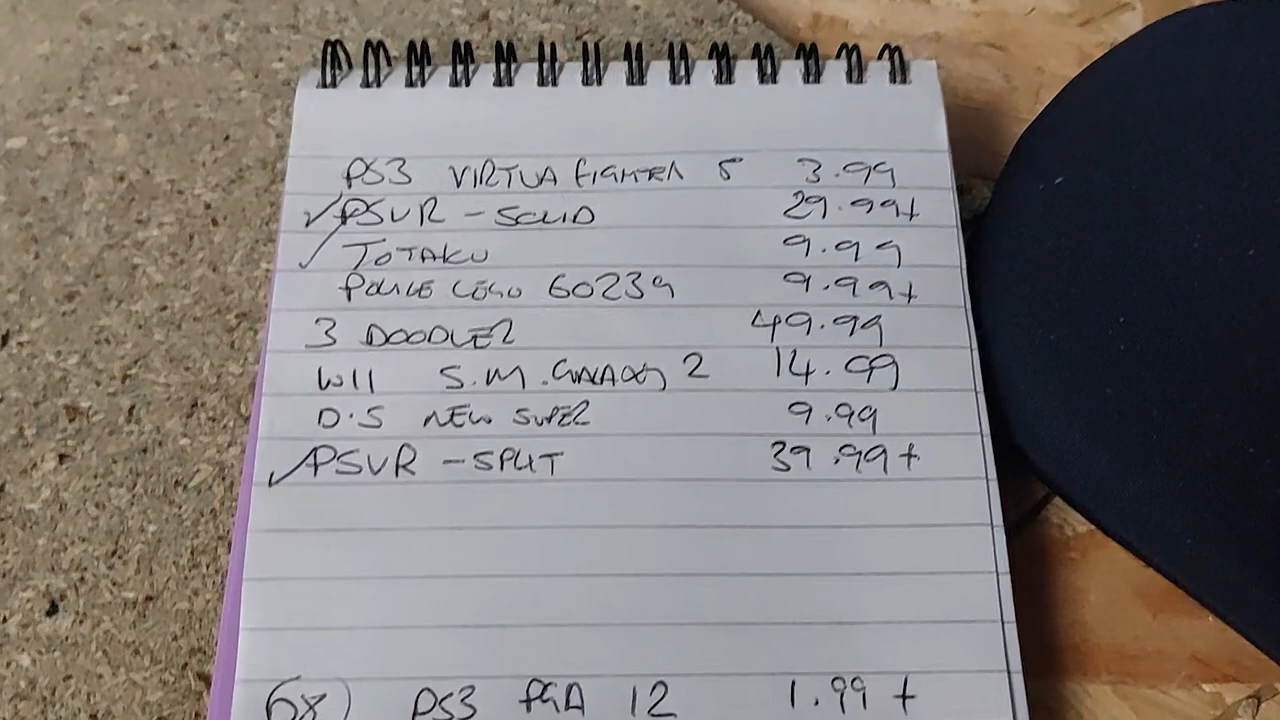 PS3 VIRTUA FIGHTER 5 3.99
✓ PSVR - SOLID 29.99+
✓ TOTAKU 9.99
POLICE LEGO 60239 9.99+
3 DOODLER 49.99
WII S.M. GALAXY 2 14.99
D.S NEW SUPER 9.99
✓ PSVR - SPLIT 39.99+
6x) PS3 PGA 12 1.99 +